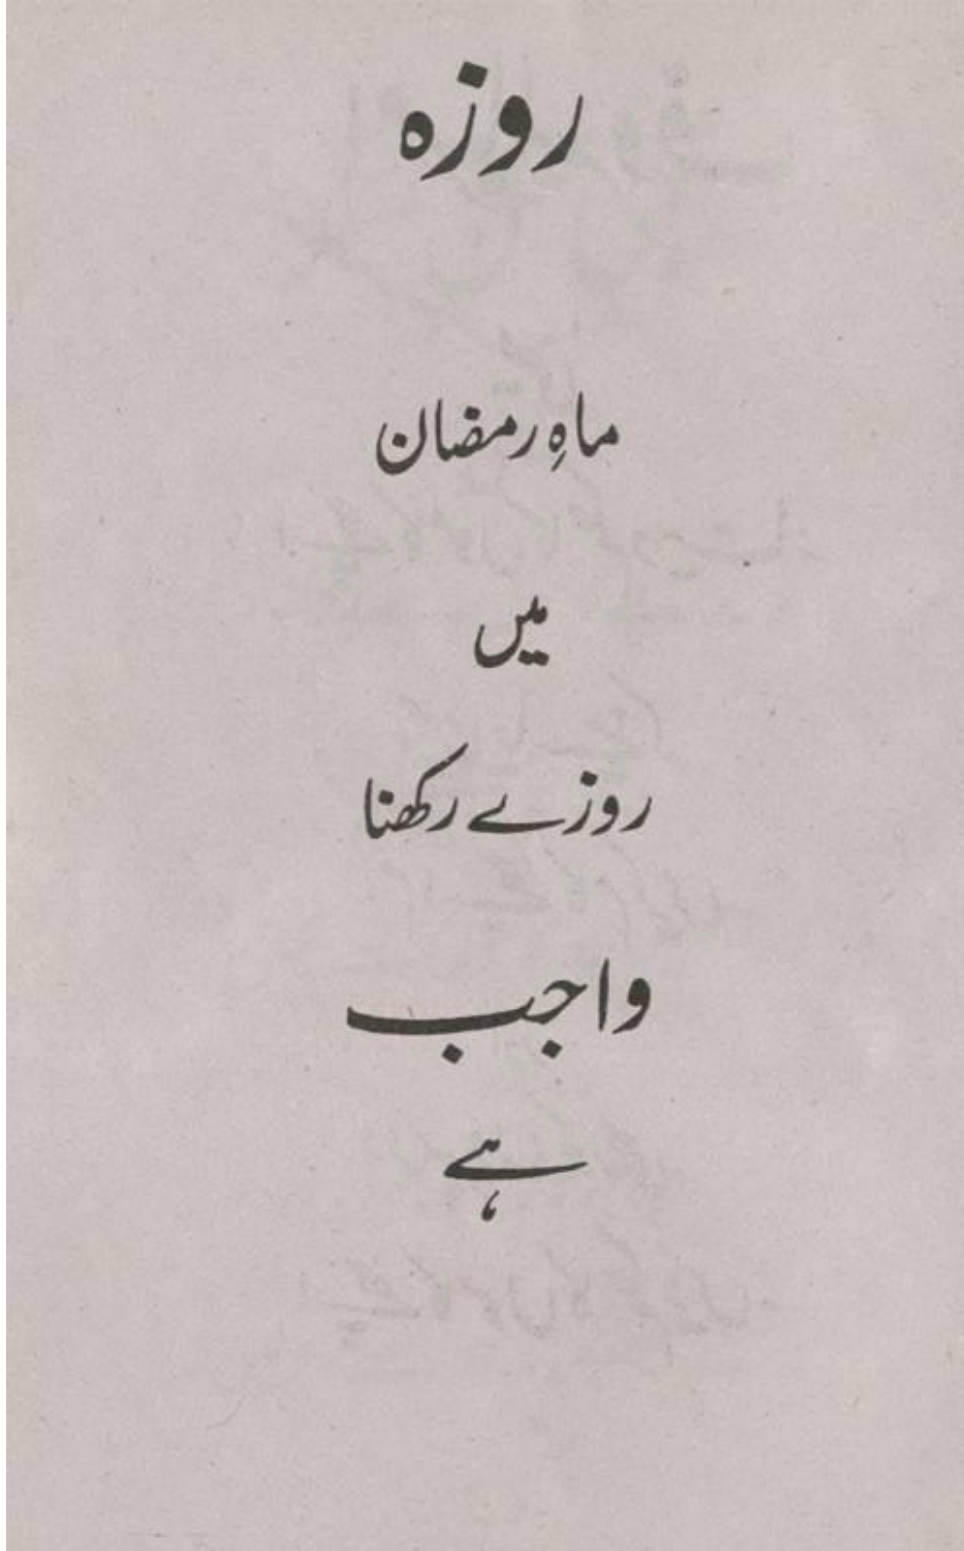 روزہ
ماہِ رمضان
میں
روزے رکھنا
واجب
ہے